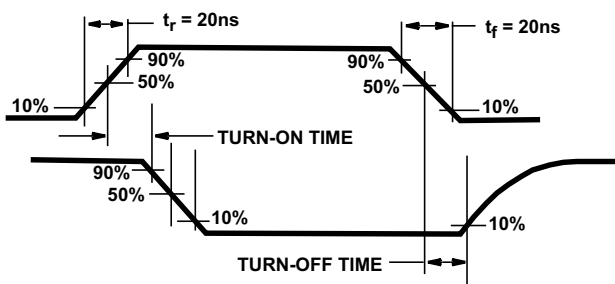 tr = 20ns
tf = 20ns
90%
50%
10%
90%
50%
10%
TURN-ON TIME
90%
50%
10%
10%
TURN-OFF TIME